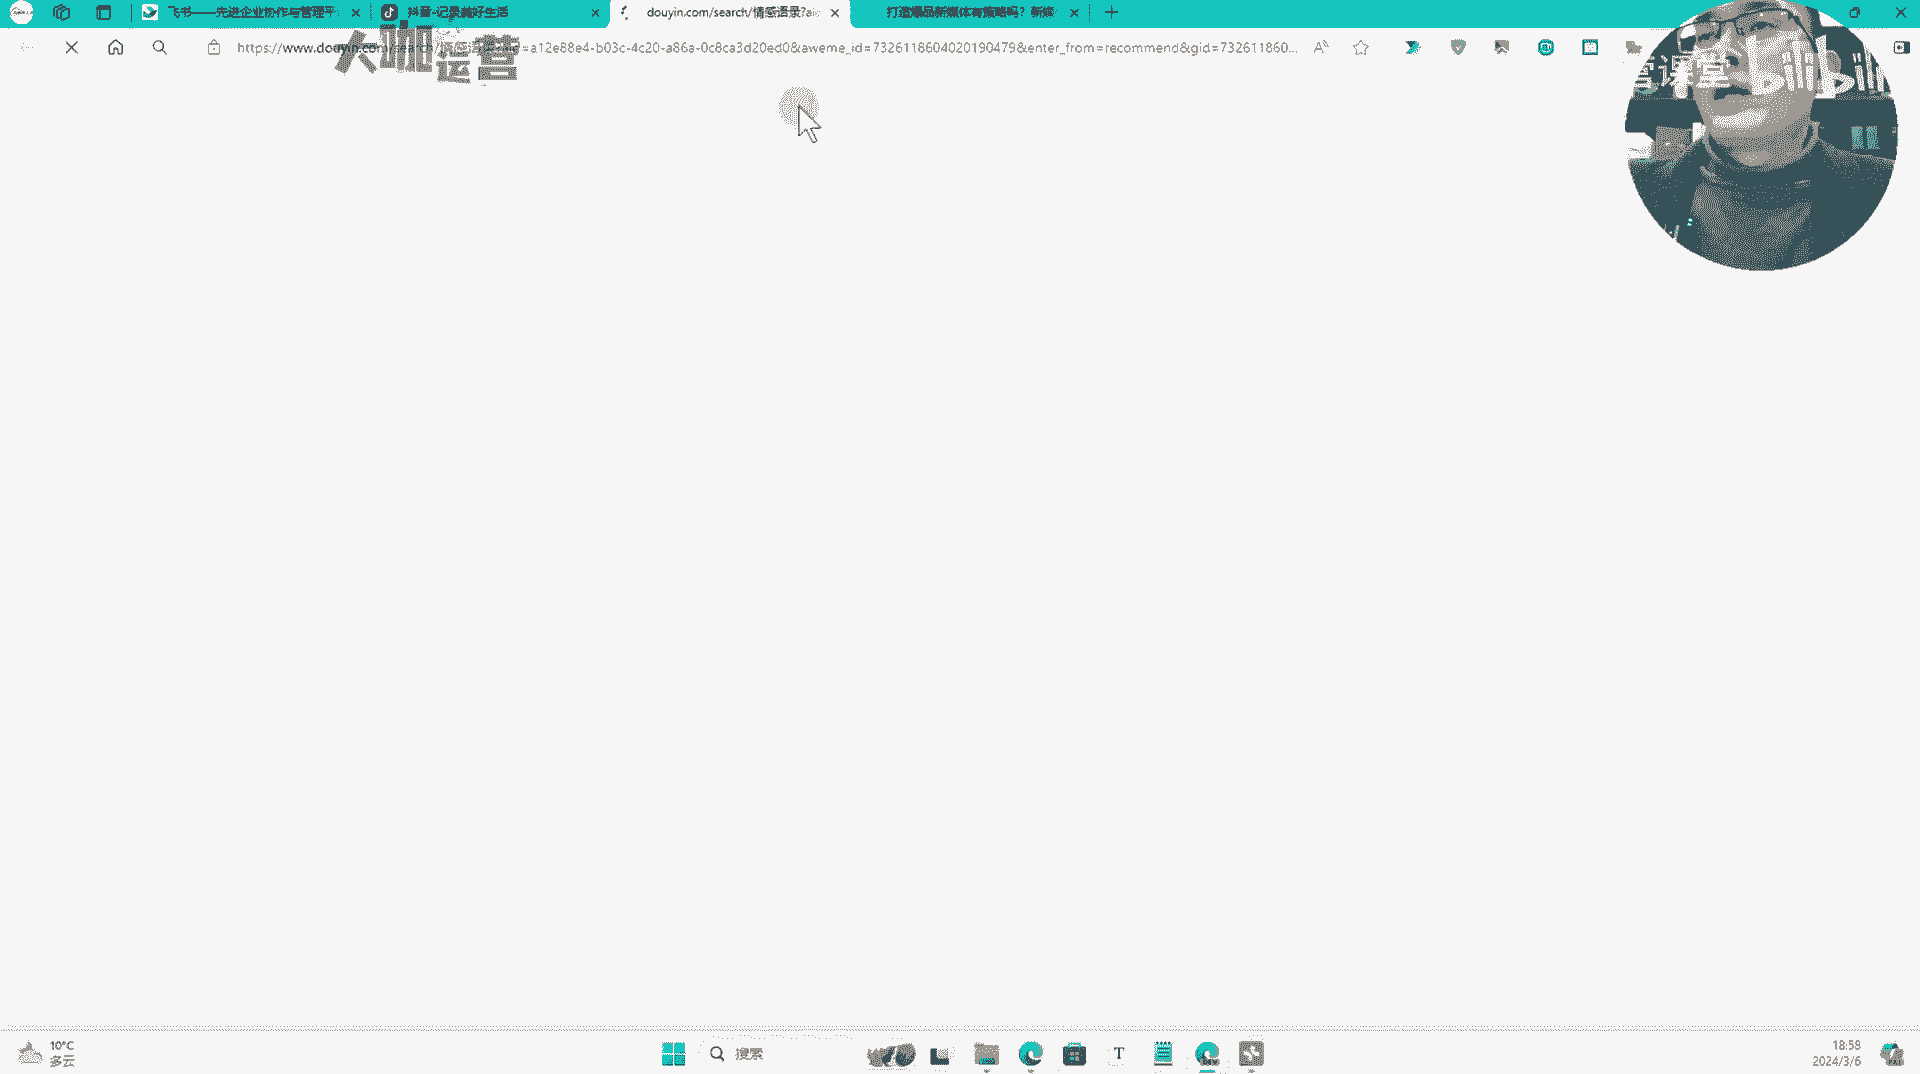 飞书——先进企业协作与管理平
抖音-记录美好生活
douyin.com/search/情感语录?aid
打造爆品新媒体有策略吗？新媒
https://www.douyin.com/search/情感语录?aid=a12e88e4-b03c-4c20-a86a-0c8ca3d20ed0&aweme_id=7326118604020190479&enter_from=recommend&gid=732611860...
大咖运营
营课堂 bilibili
10°C
多云
搜索
DEV
18:58
2024/3/6